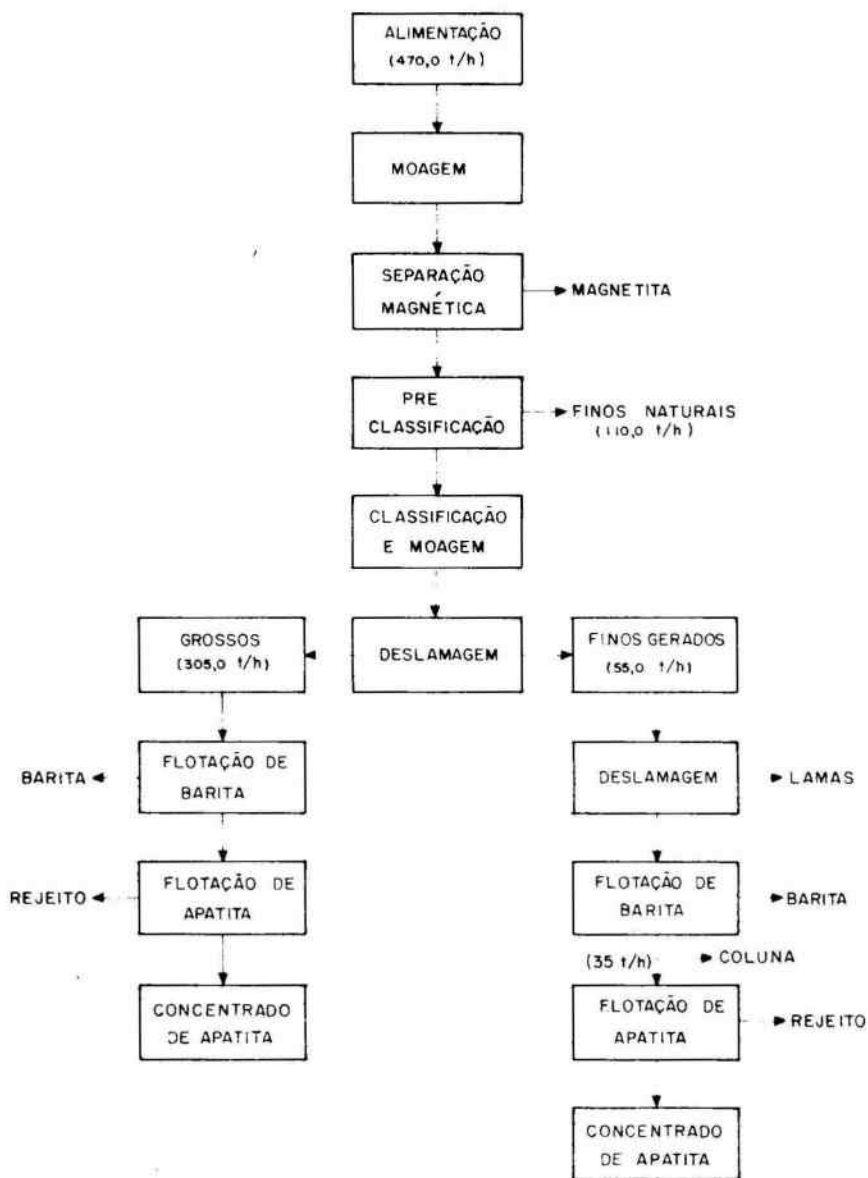 ALIMENTAÇÃO
(470,0 t/h)
MOAGEM
SEPARAÇÃO
MAGNÉTICA
MAGNETITA
PRE
CLASSIFICAÇÃO
FINOS NATURAIS
(110,0 t/h)
CLASSIFICAÇÃO
E MOAGEM
GROSSOS
(305,0 t/h)
DESLAMAGEM
FINOS GERADOS
(55,0 t/h)
BARITA
FLOTAÇÃO DE
BARITA
DESLAMAGEM
LAMAS
REJEITO
FLOTAÇÃO DE
APATITA
FLOTAÇÃO DE
BARITA
BARITA
(35 t/h)
COLUNA
CONCENTRADO
DE APATITA
FLOTAÇÃO DE
APATITA
REJEITO
CONCENTRADO
DE APATITA